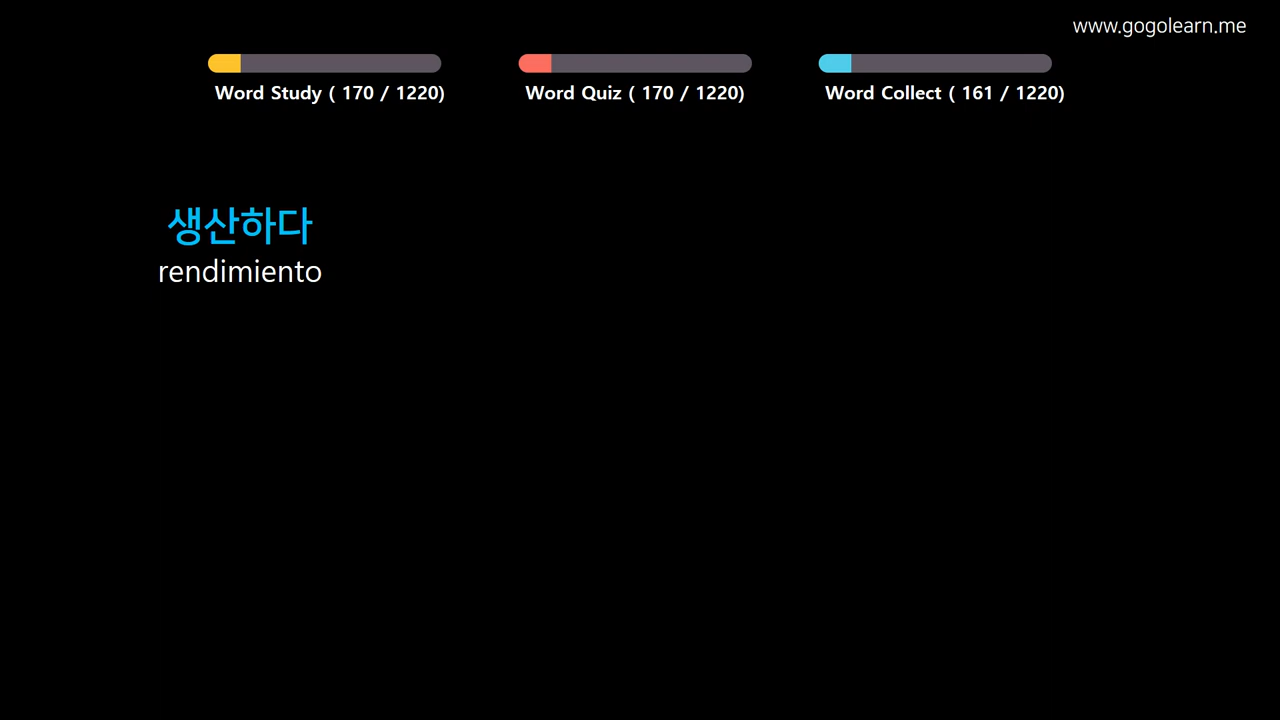 www.gogolearn.me
Word Study ( 170 / 1220)
Word Quiz ( 170 / 1220)
Word Collect ( 161 / 1220)
생산하다
rendimiento